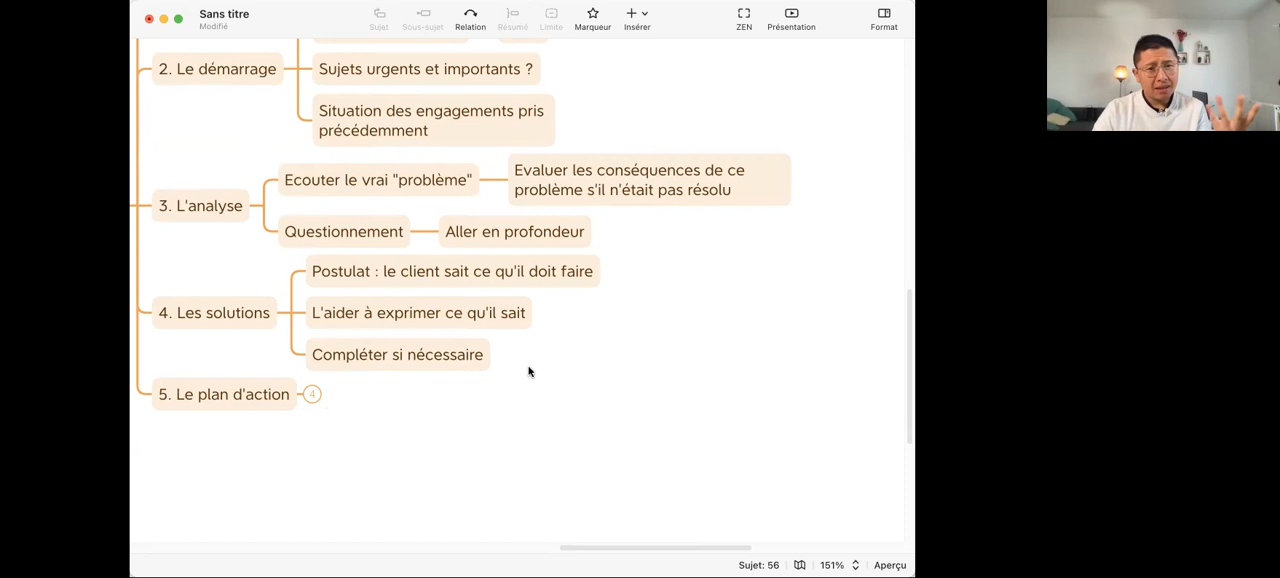 Sans titre
Modifié
Sujet
Sous-sujet
Relation
Résumé
Limite
Marqueur
Insérer
ZEN
Présentation
Format
2. Le démarrage
Sujets urgents et importants ?
Situation des engagements pris
précédemment
3. L'analyse
Ecouter le vrai "problème"
Evaluer les conséquences de ce
problème s'il n'était pas résolu
Questionnement
Aller en profondeur
4. Les solutions
Postulat : le client sait ce qu'il doit faire
L'aider à exprimer ce qu'il sait
Compléter si nécessaire
5. Le plan d'action
4
Sujet: 56
151%
Aperçu